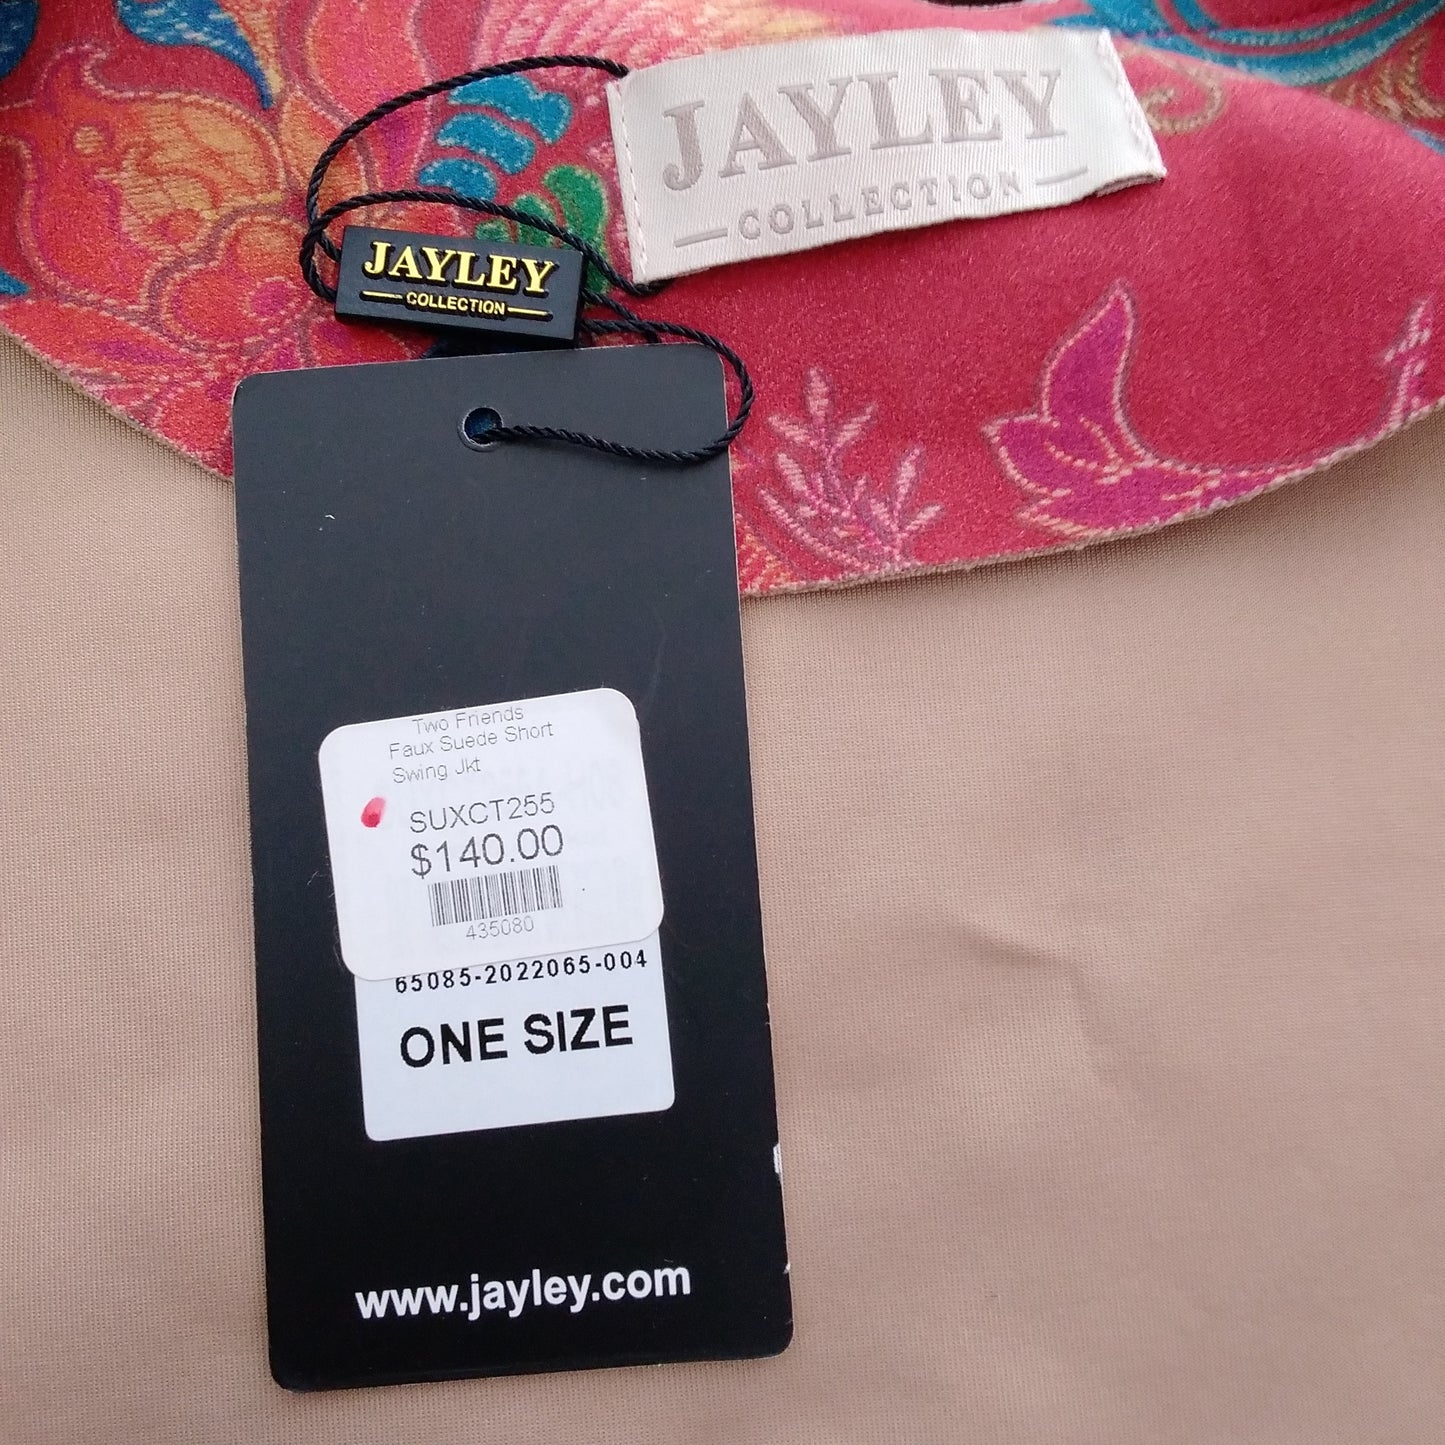 JAYLEY
COLLECTION
JAYLEY
COLLECTION
Two Friends
Faux Suede Short
Swing Jkt
SUXCT255
$140.00
435080
65085-2022065-004
ONE SIZE
www.jayley.com